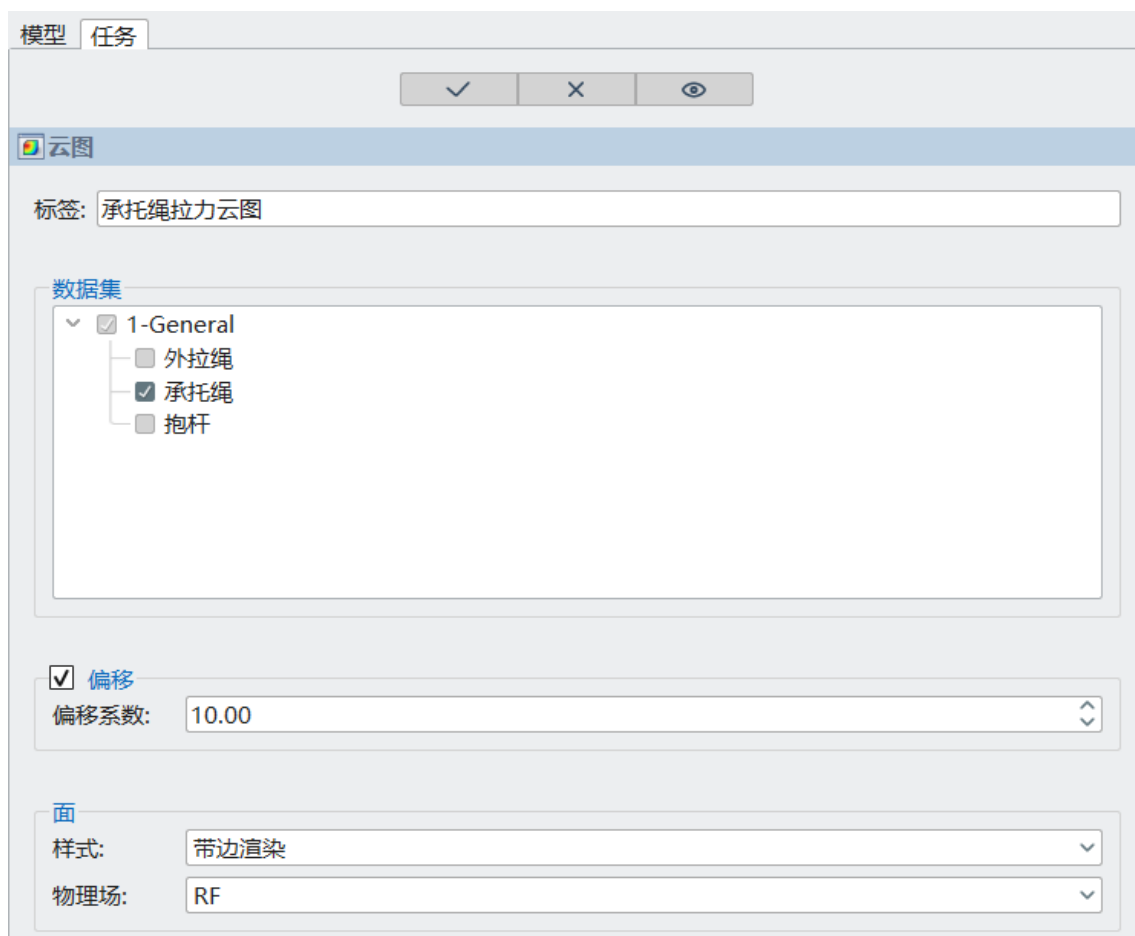 模型 任务
云图
标签: 承托绳拉力云图
数据集
1-General
外拉绳
承托绳
抱杆
偏移
偏移系数: 10.00
面
样式: 带边渲染
物理场: RF